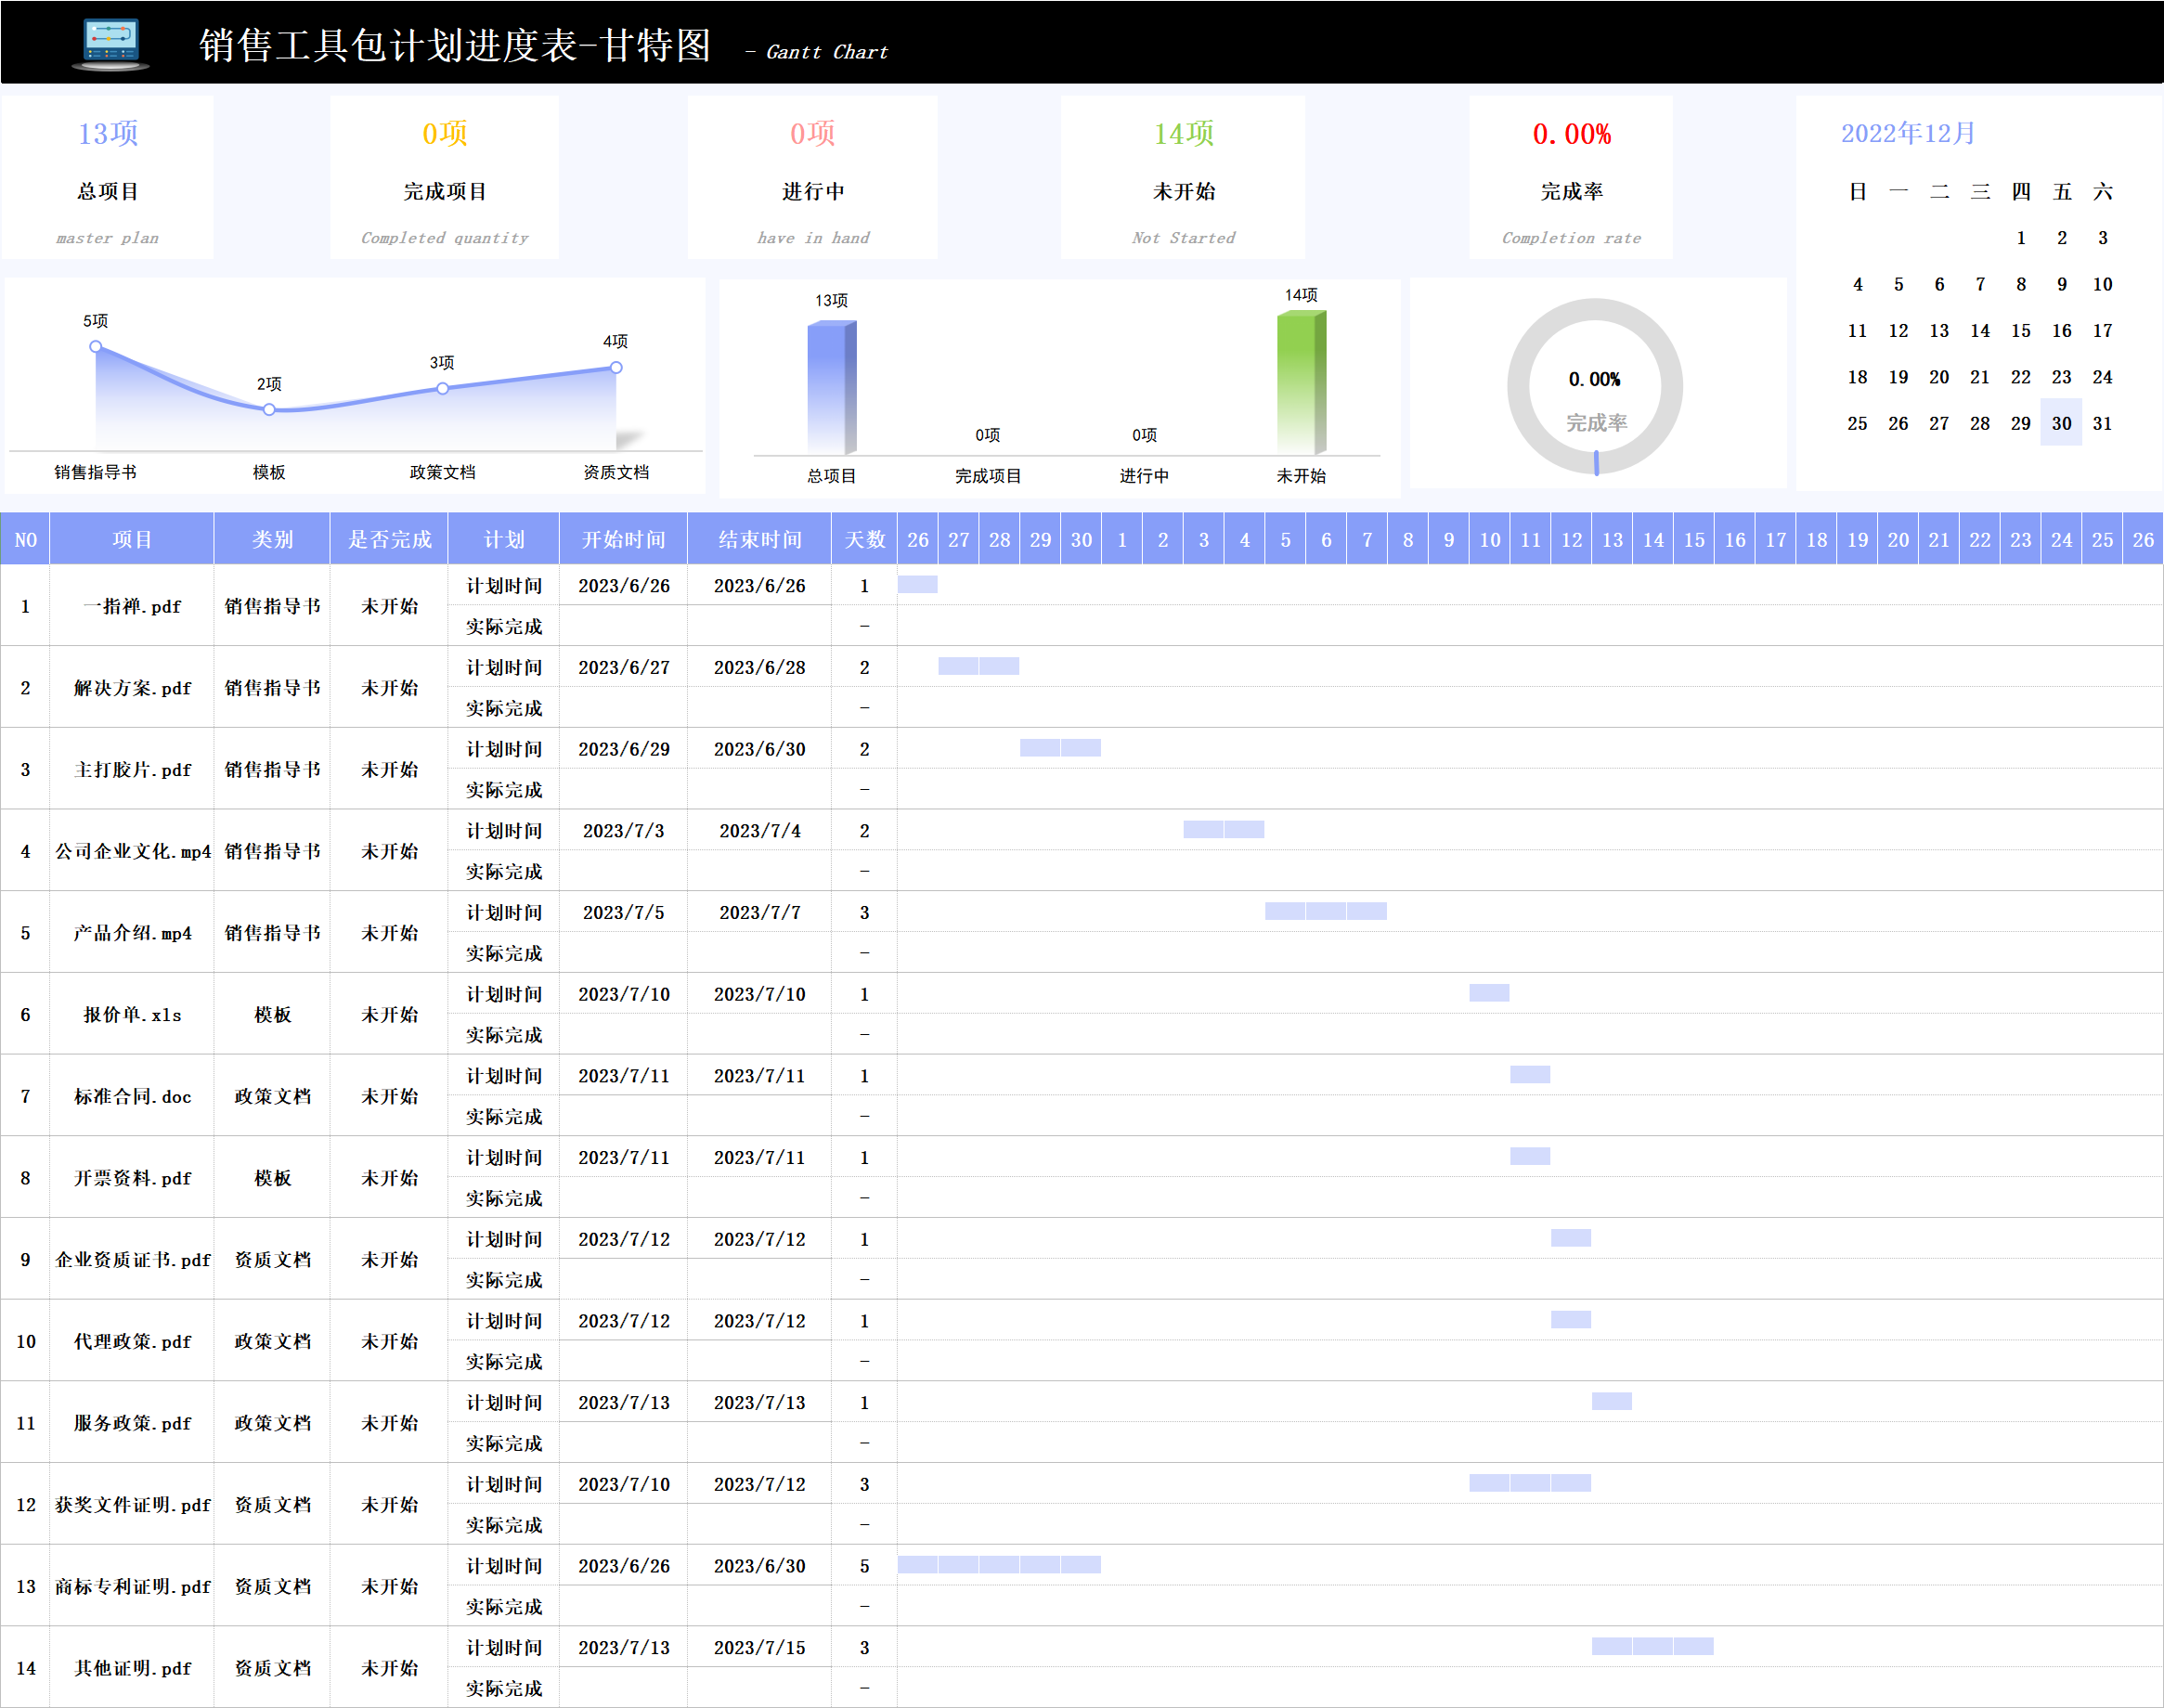 销售工具包计划进度表-甘特图 - Gantt Chart
13项
总项目
master plan
0项
完成项目
Completed quantity
0项
进行中
have in hand
14项
未开始
Not Started
0.00%
完成率
Completion rate
2022年12月
日 一 二 三 四 五 六
1 2 3
4 5 6 7 8 9 10
11 12 13 14 15 16 17
18 19 20 21 22 23 24
25 26 27 28 29 30 31
5项 2项 3项 4项
销售指导书 模板 政策文档 资质文档
13项 0项 0项 14项
总项目 完成项目 进行中 未开始
0.00%
完成率
NO 项目 类别 是否完成 计划 开始时间 结束时间 天数 26 27 28 29 30 1 2 3 4 5 6 7 8 9 10 11 12 13 14 15 16 17 18 19 20 21 22 23 24 25 26
1 一指禅.pdf 销售指导书 未开始 计划时间 2023/6/26 2023/6/26 1
实际完成 -
2 解决方案.pdf 销售指导书 未开始 计划时间 2023/6/27 2023/6/28 2
实际完成 -
3 主打胶片.pdf 销售指导书 未开始 计划时间 2023/6/29 2023/6/30 2
实际完成 -
4 公司企业文化.mp4 销售指导书 未开始 计划时间 2023/7/3 2023/7/4 2
实际完成 -
5 产品介绍.mp4 销售指导书 未开始 计划时间 2023/7/5 2023/7/7 3
实际完成 -
6 报价单.xls 模板 未开始 计划时间 2023/7/10 2023/7/10 1
实际完成 -
7 标准合同.doc 政策文档 未开始 计划时间 2023/7/11 2023/7/11 1
实际完成 -
8 开票资料.pdf 模板 未开始 计划时间 2023/7/11 2023/7/11 1
实际完成 -
9 企业资质证书.pdf 资质文档 未开始 计划时间 2023/7/12 2023/7/12 1
实际完成 -
10 代理政策.pdf 政策文档 未开始 计划时间 2023/7/12 2023/7/12 1
实际完成 -
11 服务政策.pdf 政策文档 未开始 计划时间 2023/7/13 2023/7/13 1
实际完成 -
12 获奖文件证明.pdf 资质文档 未开始 计划时间 2023/7/10 2023/7/12 3
实际完成 -
13 商标专利证明.pdf 资质文档 未开始 计划时间 2023/6/26 2023/6/30 5
实际完成 -
14 其他证明.pdf 资质文档 未开始 计划时间 2023/7/13 2023/7/15 3
实际完成 -